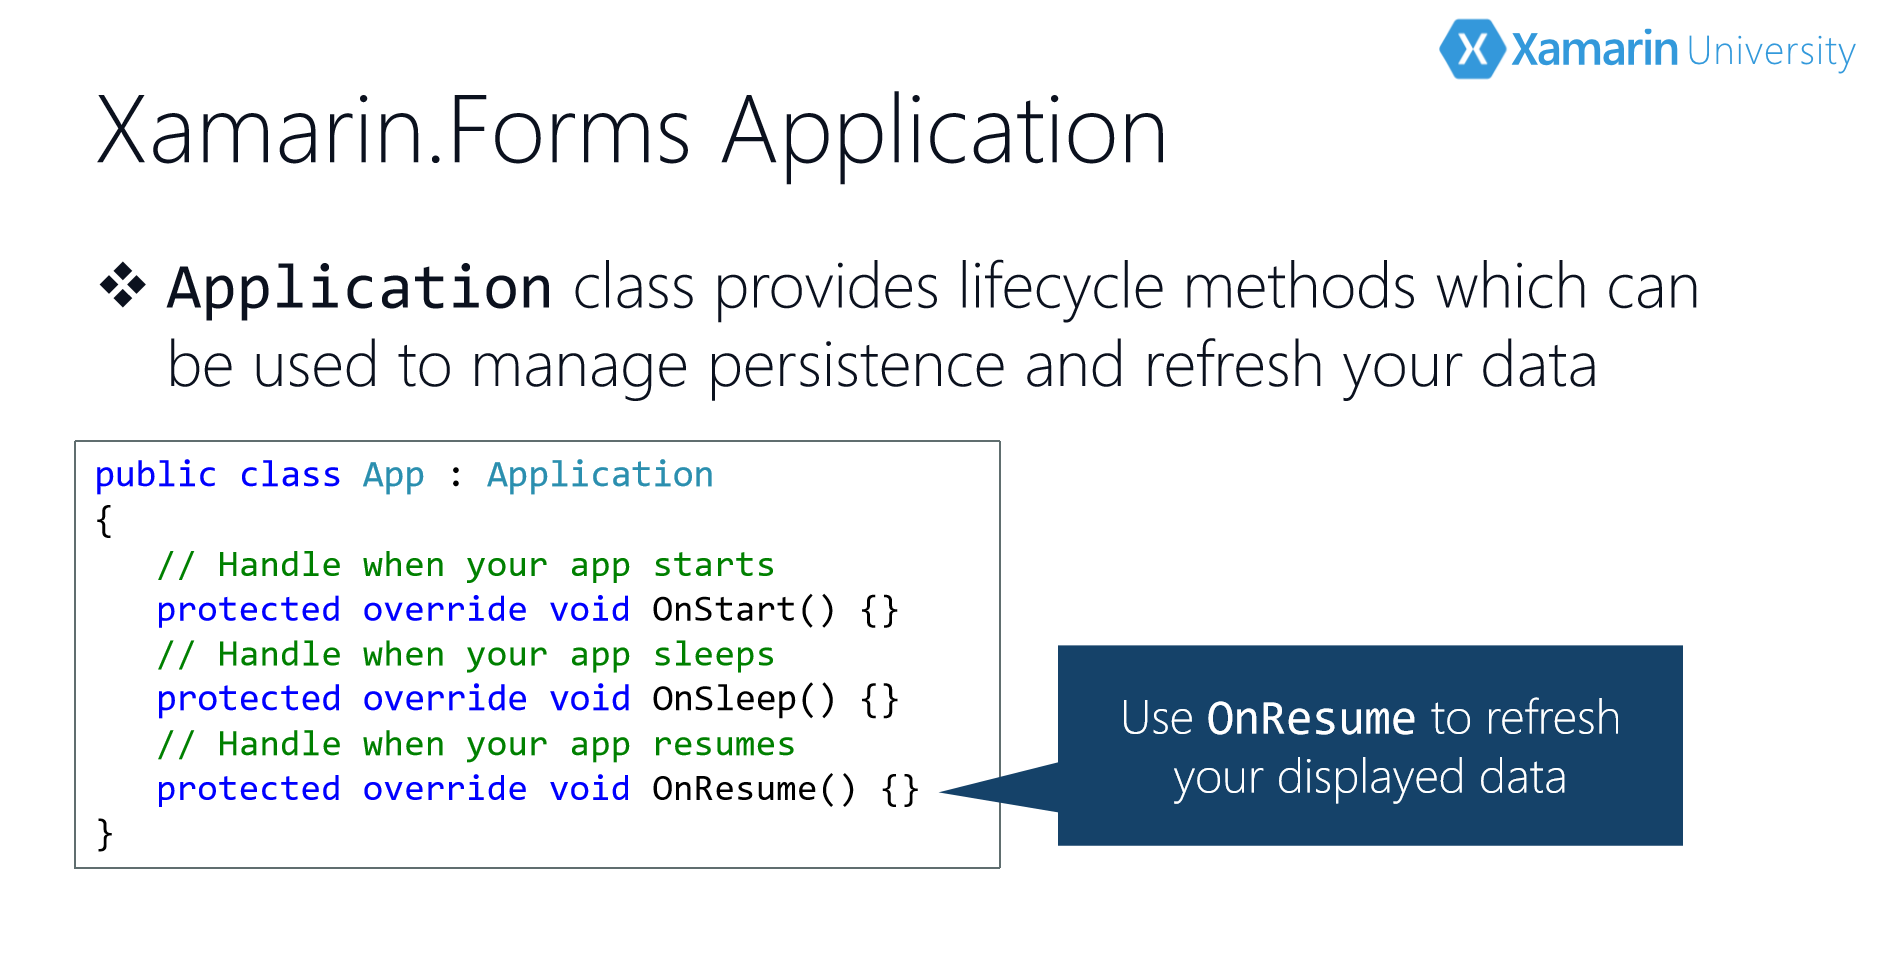 Xamarin University
Xamarin.Forms Application
❖ Application class provides lifecycle methods which can
be used to manage persistence and refresh your data
public class App : Application
{
   // Handle when your app starts
   protected override void OnStart() {}
   // Handle when your app sleeps
   protected override void OnSleep() {}
   // Handle when your app resumes
   protected override void OnResume() {}
}
Use OnResume to refresh
your displayed data